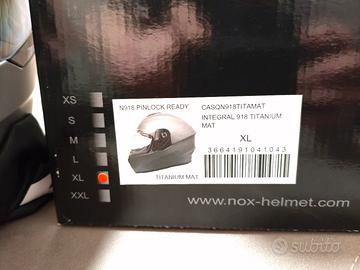 XS
S
M
L
XL
XXL
N918 PINLOCK READY
TITANIUM MAT
CASQN918TITAMAT
INTEGRAL 918 TITANIUM
MAT
XL
3664191041043
www.nox-helmet.com
subito